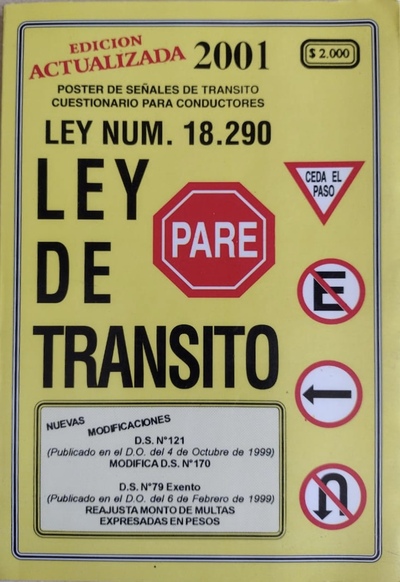 EDICION
ACTUALIZADA 2001
$ 2.000
POSTER DE SEÑALES DE TRANSITO
CUESTIONARIO PARA CONDUCTORES
LEY NUM. 18.290
LEY
DE
TRANSITO
PARE
CEDA EL
PASO
E
NUEVAS
MODIFICACIONES
D.S. N°121
(Publicado en el D.O. del 4 de Octubre de 1999)
MODIFICA D.S. N°170
D.S. N°79 Exento
(Publicado en el D.O. del 6 de Febrero de 1999)
REAJUSTA MONTO DE MULTAS
EXPRESADAS EN PESOS